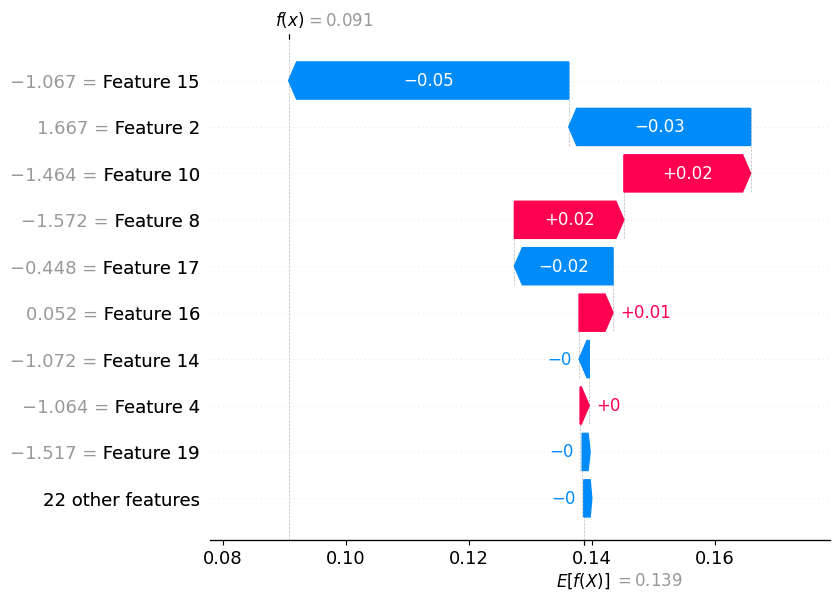 f(x) = 0.091
−1.067 = Feature 15
−0.05
1.667 = Feature 2
−0.03
−1.464 = Feature 10
+0.02
−1.572 = Feature 8
+0.02
−0.448 = Feature 17
−0.02
0.052 = Feature 16
+0.01
−1.072 = Feature 14
−0
−1.064 = Feature 4
+0
−1.517 = Feature 19
−0
22 other features
−0
0.08 0.10 0.12 0.14 0.16
E[f(X)] = 0.139